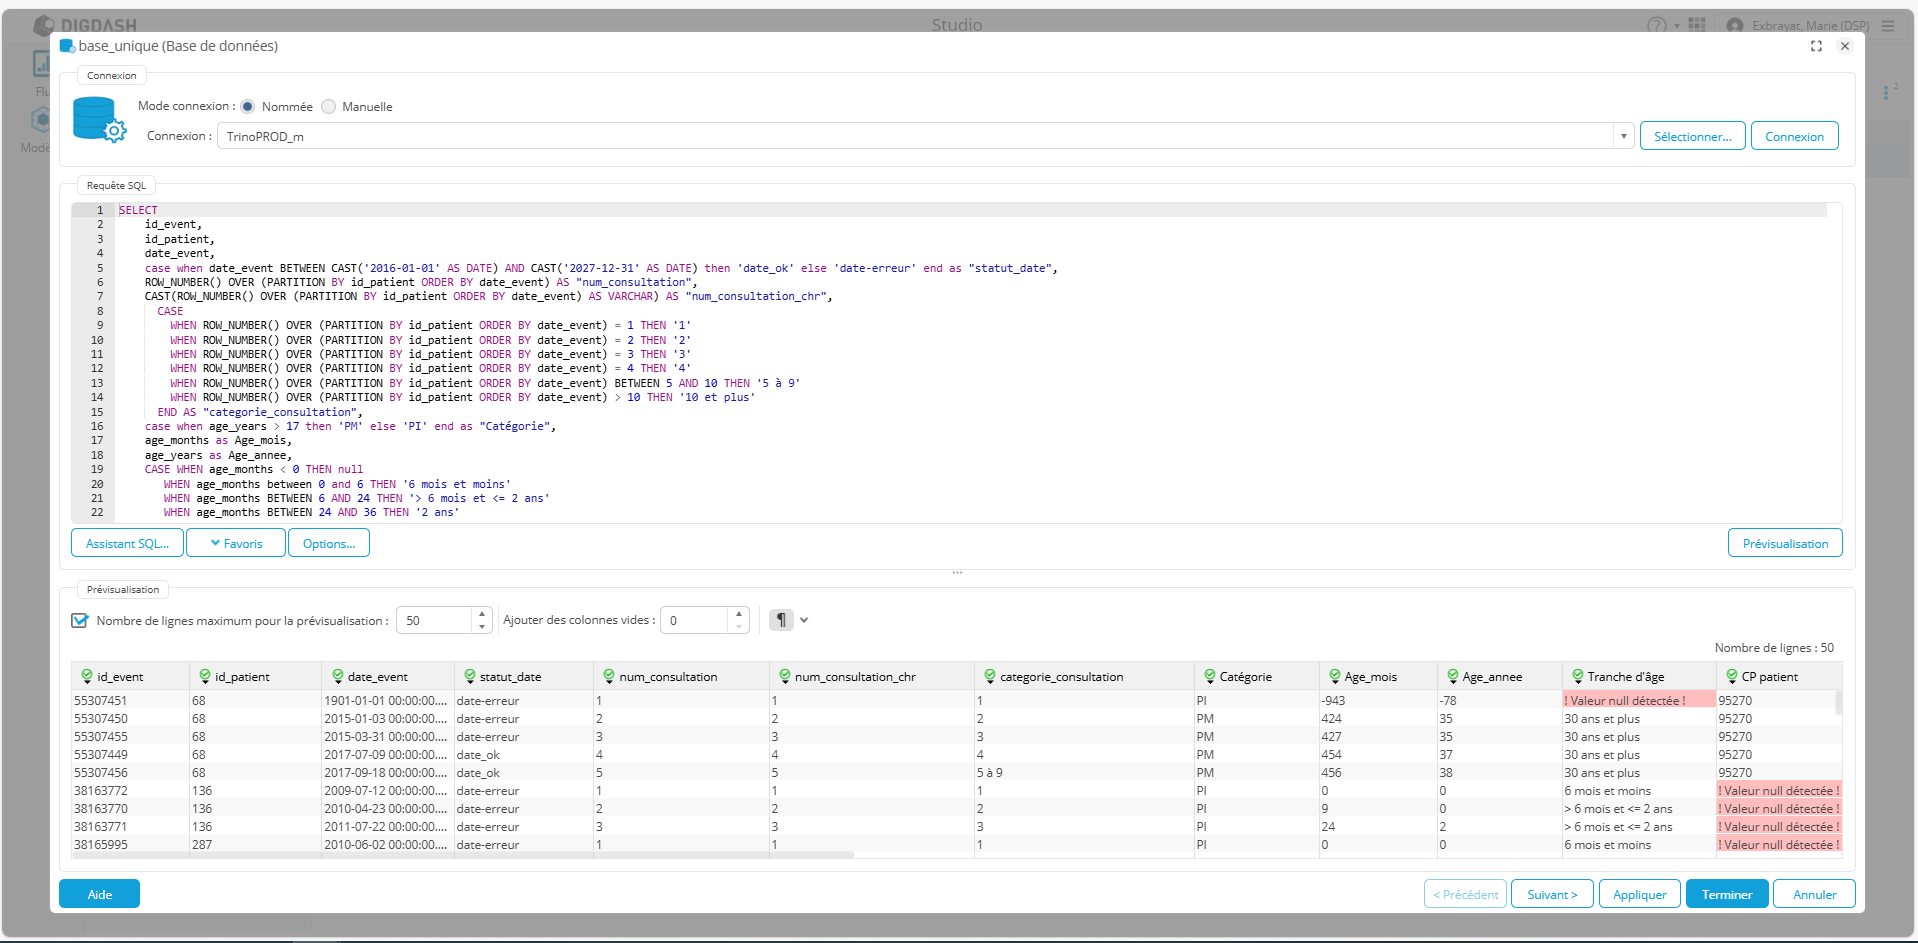 DIGDASH
Studio
Exbrayat, Marie (DSP)
base_unique (Base de données)
Connexion
Mode connexion : Nommée Manuelle
Connexion : TrinoPROD_m Sélectionner... Connexion
Flu
Modè
2
Requête SQL
1 SELECT
2 id_event,
3 id_patient,
4 date_event,
5 case when date_event BETWEEN CAST('2016-01-01' AS DATE) AND CAST('2027-12-31' AS DATE) then 'date_ok' else 'date-erreur' end as "statut_date",
6 ROW_NUMBER() OVER (PARTITION BY id_patient ORDER BY date_event) AS "num_consultation",
7 CAST(ROW_NUMBER() OVER (PARTITION BY id_patient ORDER BY date_event) AS VARCHAR) AS "num_consultation_chr",
8 CASE
9 WHEN ROW_NUMBER() OVER (PARTITION BY id_patient ORDER BY date_event) = 1 THEN '1'
10 WHEN ROW_NUMBER() OVER (PARTITION BY id_patient ORDER BY date_event) = 2 THEN '2'
11 WHEN ROW_NUMBER() OVER (PARTITION BY id_patient ORDER BY date_event) = 3 THEN '3'
12 WHEN ROW_NUMBER() OVER (PARTITION BY id_patient ORDER BY date_event) = 4 THEN '4'
13 WHEN ROW_NUMBER() OVER (PARTITION BY id_patient ORDER BY date_event) BETWEEN 5 AND 10 THEN '5 à 9'
14 WHEN ROW_NUMBER() OVER (PARTITION BY id_patient ORDER BY date_event) > 10 THEN '10 et plus'
15 END AS "categorie_consultation",
16 case when age_years > 17 then 'PM' else 'PI' end as "Catégorie",
17 age_months as Age_mois,
18 age_years as Age_annee,
19 CASE WHEN age_months < 0 THEN null
20 WHEN age_months between 0 and 6 THEN '6 mois et moins'
21 WHEN age_months BETWEEN 6 AND 24 THEN '> 6 mois et <= 2 ans'
22 WHEN age_months BETWEEN 24 AND 36 THEN '2 ans'
Assistant SQL... Favoris Options... Prévisualisation
Prévisualisation
Nombre de lignes maximum pour la prévisualisation : 50 Ajouter des colonnes vides : 0 ¶
Nombre de lignes : 50
id_event id_patient date_event statut_date num_consultation num_consultation_chr categorie_consultation Catégorie Age_mois Age_annee Tranche d'âge CP patient
55307451 68 1901-01-01 00:00:00.... date-erreur 1 1 1 PI -943 -78 ! Valeur null détectée ! 95270
55307450 68 2015-01-03 00:00:00.... date-erreur 2 2 2 PM 424 35 30 ans et plus 95270
55307455 68 2015-03-31 00:00:00.... date-erreur 3 3 3 PM 427 35 30 ans et plus 95270
55307449 68 2017-07-09 00:00:00.... date_ok 4 4 4 PM 454 37 30 ans et plus 95270
55307456 68 2017-09-18 00:00:00.... date_ok 5 5 5 à 9 PM 456 38 30 ans et plus 95270
38163772 136 2009-07-12 00:00:00.... date-erreur 1 1 1 PI 0 0 6 mois et moins ! Valeur null détectée !
38163770 136 2010-04-23 00:00:00.... date-erreur 2 2 2 PI 9 0 > 6 mois et <= 2 ans ! Valeur null détectée !
38163771 136 2011-07-22 00:00:00.... date-erreur 3 3 3 PI 24 2 > 6 mois et <= 2 ans ! Valeur null détectée !
38165995 287 2010-06-02 00:00:00.... date-erreur 1 1 1 PI 0 0 6 mois et moins ! Valeur null détectée !
Aide < Précédent Suivant > Appliquer Terminer Annuler